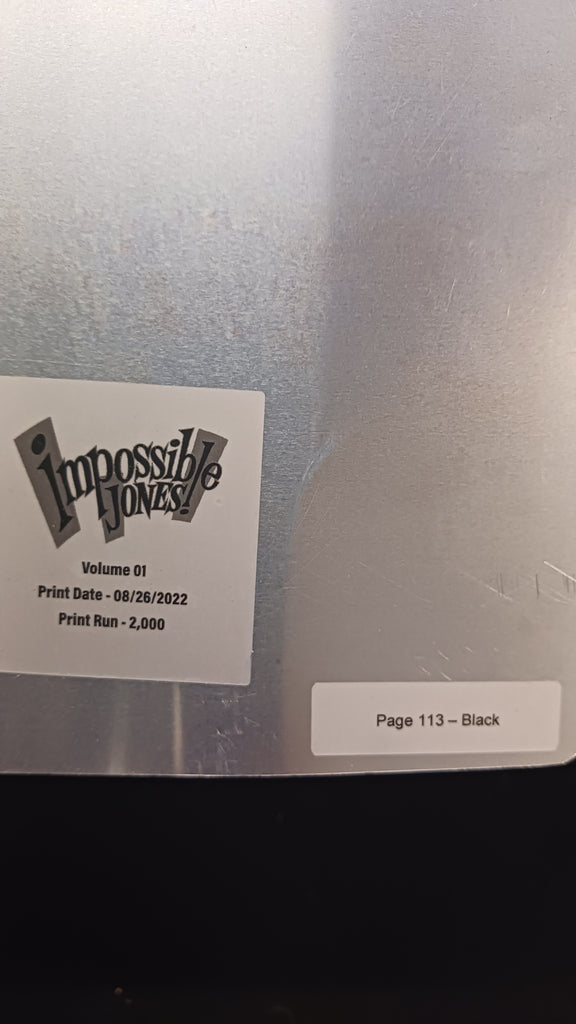 Impossible
JONES!
Volume 01
Print Date - 08/26/2022
Print Run - 2,000
Page 113 – Black